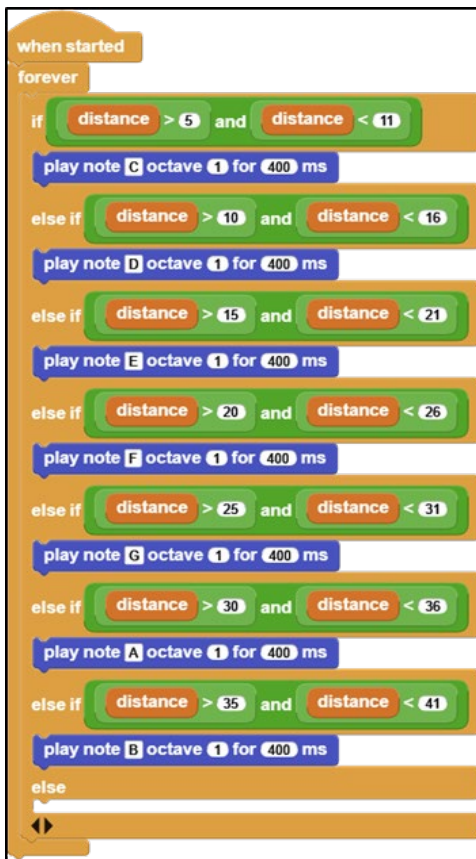 when started
forever
if distance > 5 and distance < 11
play note C octave 1 for 400 ms
else if distance > 10 and distance < 16
play note D octave 1 for 400 ms
else if distance > 15 and distance < 21
play note E octave 1 for 400 ms
else if distance > 20 and distance < 26
play note F octave 1 for 400 ms
else if distance > 25 and distance < 31
play note G octave 1 for 400 ms
else if distance > 30 and distance < 36
play note A octave 1 for 400 ms
else if distance > 35 and distance < 41
play note B octave 1 for 400 ms
else